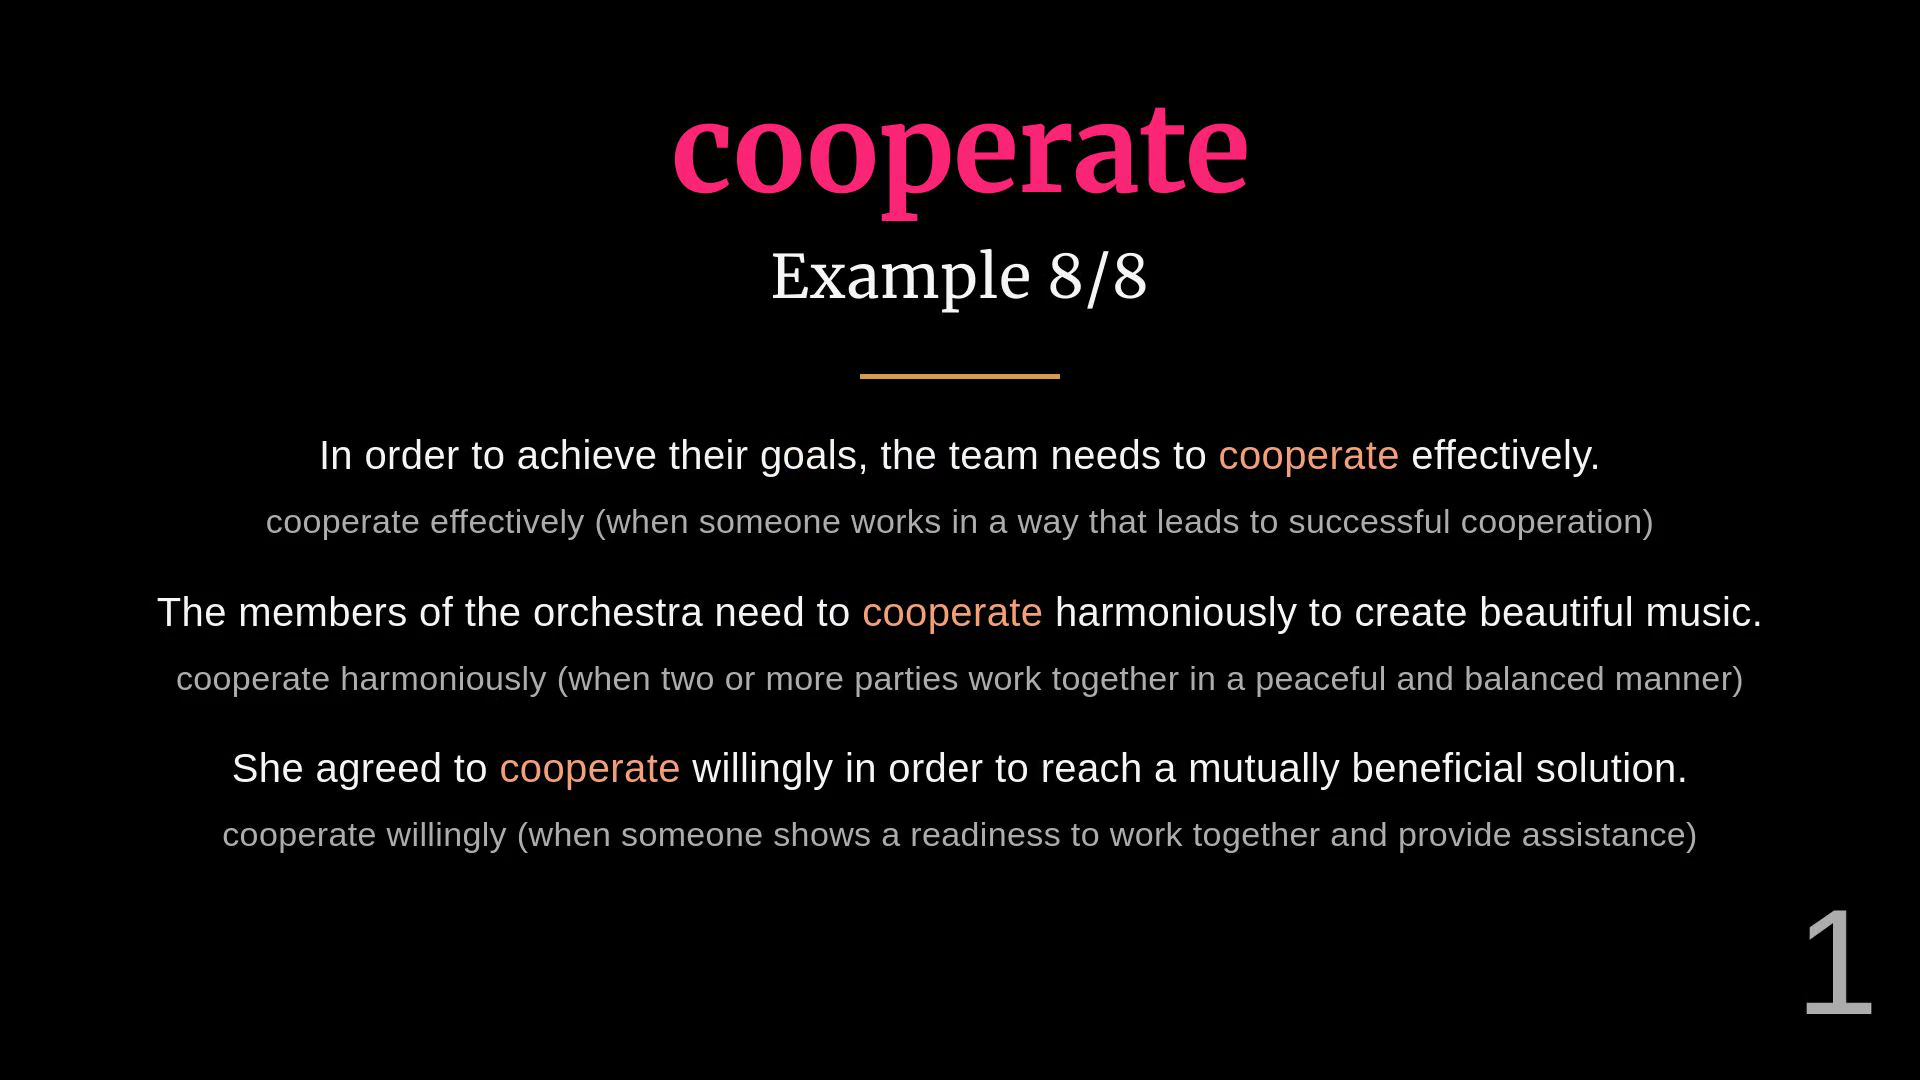 cooperate
Example 8/8
In order to achieve their goals, the team needs to cooperate effectively.
cooperate effectively (when someone works in a way that leads to successful cooperation)
The members of the orchestra need to cooperate harmoniously to create beautiful music.
cooperate harmoniously (when two or more parties work together in a peaceful and balanced manner)
She agreed to cooperate willingly in order to reach a mutually beneficial solution.
cooperate willingly (when someone shows a readiness to work together and provide assistance)
1